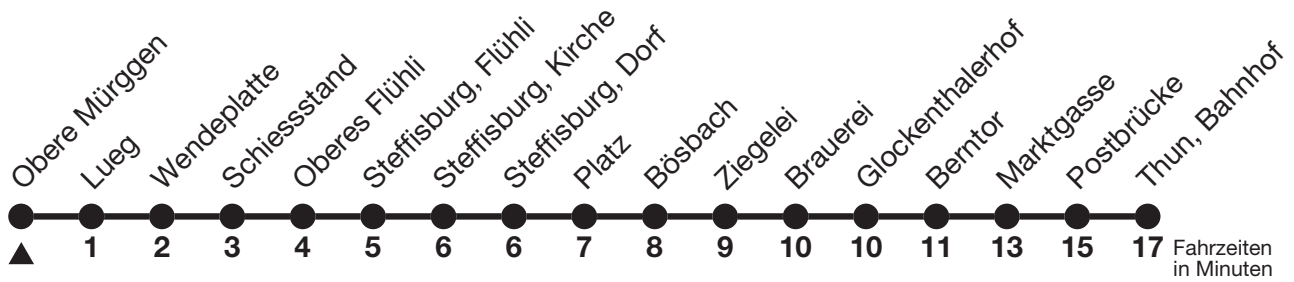 Obere Mürggen
Lueg
Wendeplatte
Schiessstand
Oberes Flühli
Steffisburg, Flühli
Steffisburg, Kirche
Steffisburg, Dorf
Platz
Bösbach
Ziegelei
Brauerei
Glockenthalerhof
Berntor
Marktgasse
Postbrücke
Thun, Bahnhof
1 2 3 4 5 6 6 7 8 9 10 10 11 13 15 17 Fahrzeiten
in Minuten